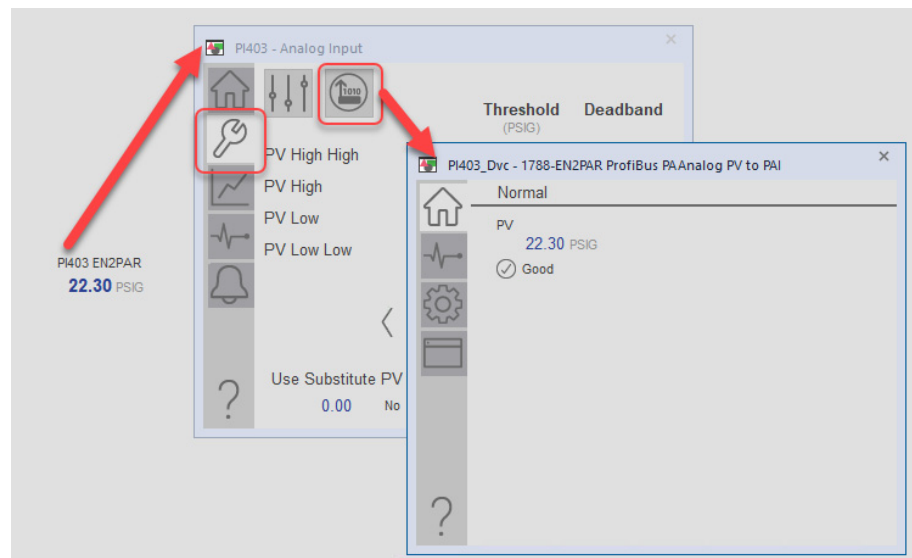 PI403 - Analog Input
×
1010
Threshold Deadband
(PSIG)
PV High High
PV High
PV Low
PV Low Low
Use Substitute PV
0.00 No
?
PI403 EN2PAR
22.30 PSIG
PI403_Dvc - 1788-EN2PAR ProfiBus PAAnalog PV to PAI
×
Normal
PV
22.30 PSIG
Good
?